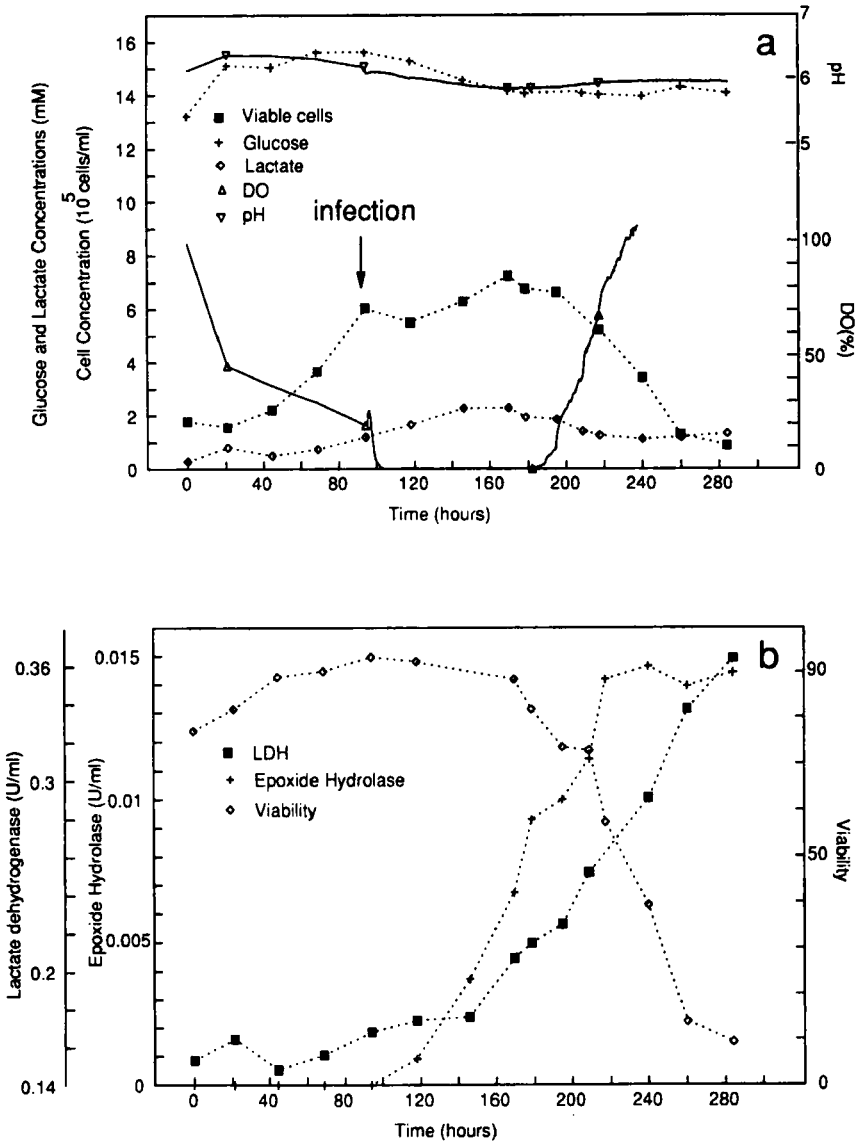 a
7
6
5
pH
100
50
0
DO(%)
16
14
12
10
8
6
4
2
0
Glucose and Lactate Concentrations (mM)
Cell Concentration (10⁵ cells/ml)
Viable cells
Glucose
Lactate
DO
pH
infection
0 40 80 120 160 200 240 280
Time (hours)
b
0.36
0.3
0.2
0.14
Lactate dehydrogenase (U/ml)
0.015
0.01
0.005
0
Epoxide Hydrolase (U/ml)
LDH
Epoxide Hydrolase
Viability
90
50
0
Viability
0 40 80 120 160 200 240 280
Time (hours)